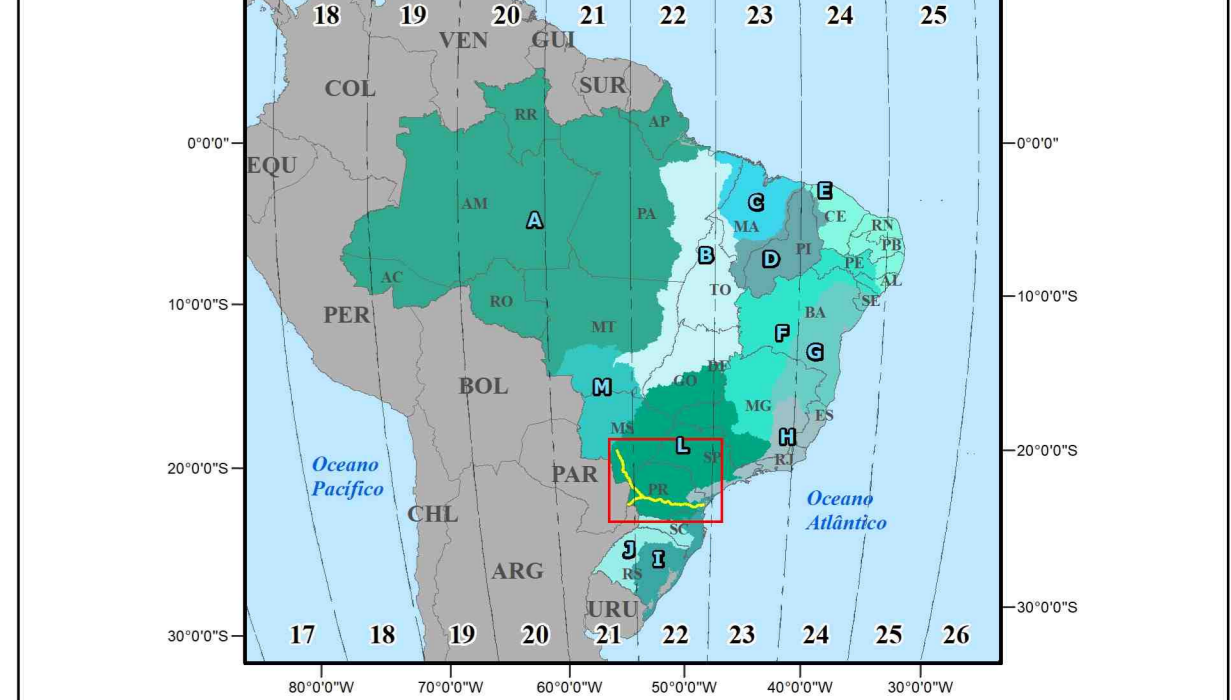 18 19 20 21 22 23 24 25
VEN GUI
COL SUR
RR AP
0°0'0" 0°0'0"
EQU
AM PA A
B C MA D PI E CE RN PB PE AL SE
AC RO TO BA
10°0'0"S 10°0'0"S
PER MT F G
BOL M GO DF
MG ES
MS L SP H RJ
20°0'0"S 20°0'0"S
Oceano
Pacífico
PAR PR
Oceano
Atlântico
CHL SC
J I
ARG RS
URU
30°0'0"S 30°0'0"S
17 18 19 20 21 22 23 24 25 26
80°0'0"W 70°0'0"W 60°0'0"W 50°0'0"W 40°0'0"W 30°0'0"W